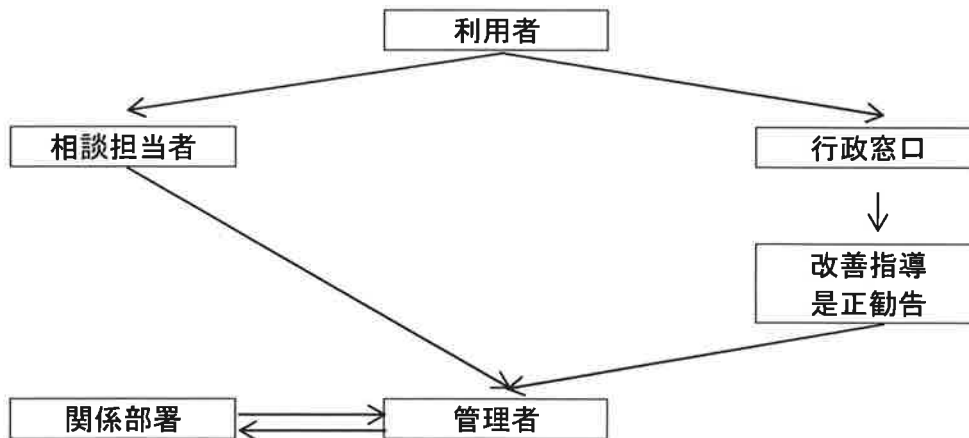 利用者
相談担当者
行政窓口
改善指導
是正勧告
関係部署
管理者